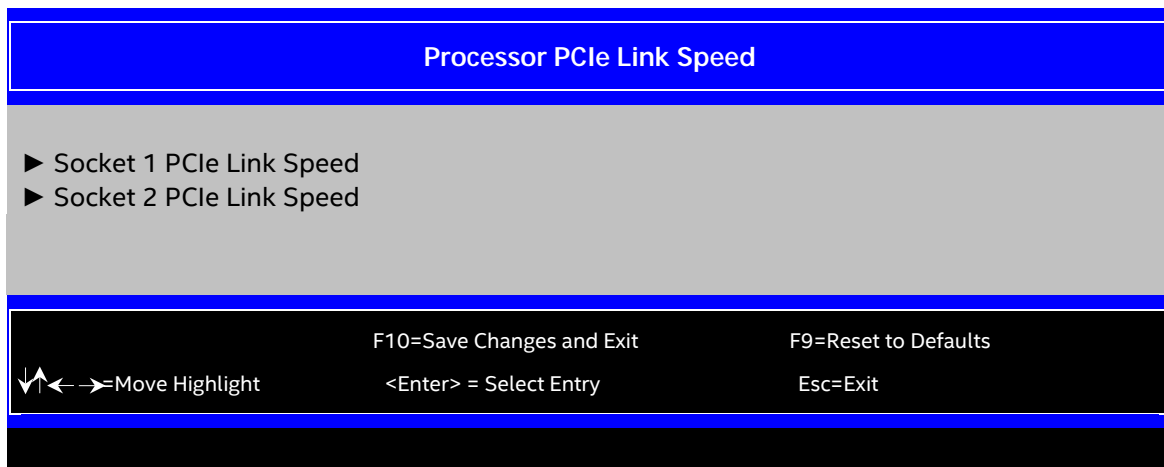 Processor PCIe Link Speed
► Socket 1 PCIe Link Speed
► Socket 2 PCIe Link Speed
F10=Save Changes and Exit F9=Reset to Defaults
↓↑←→=Move Highlight <Enter> = Select Entry Esc=Exit